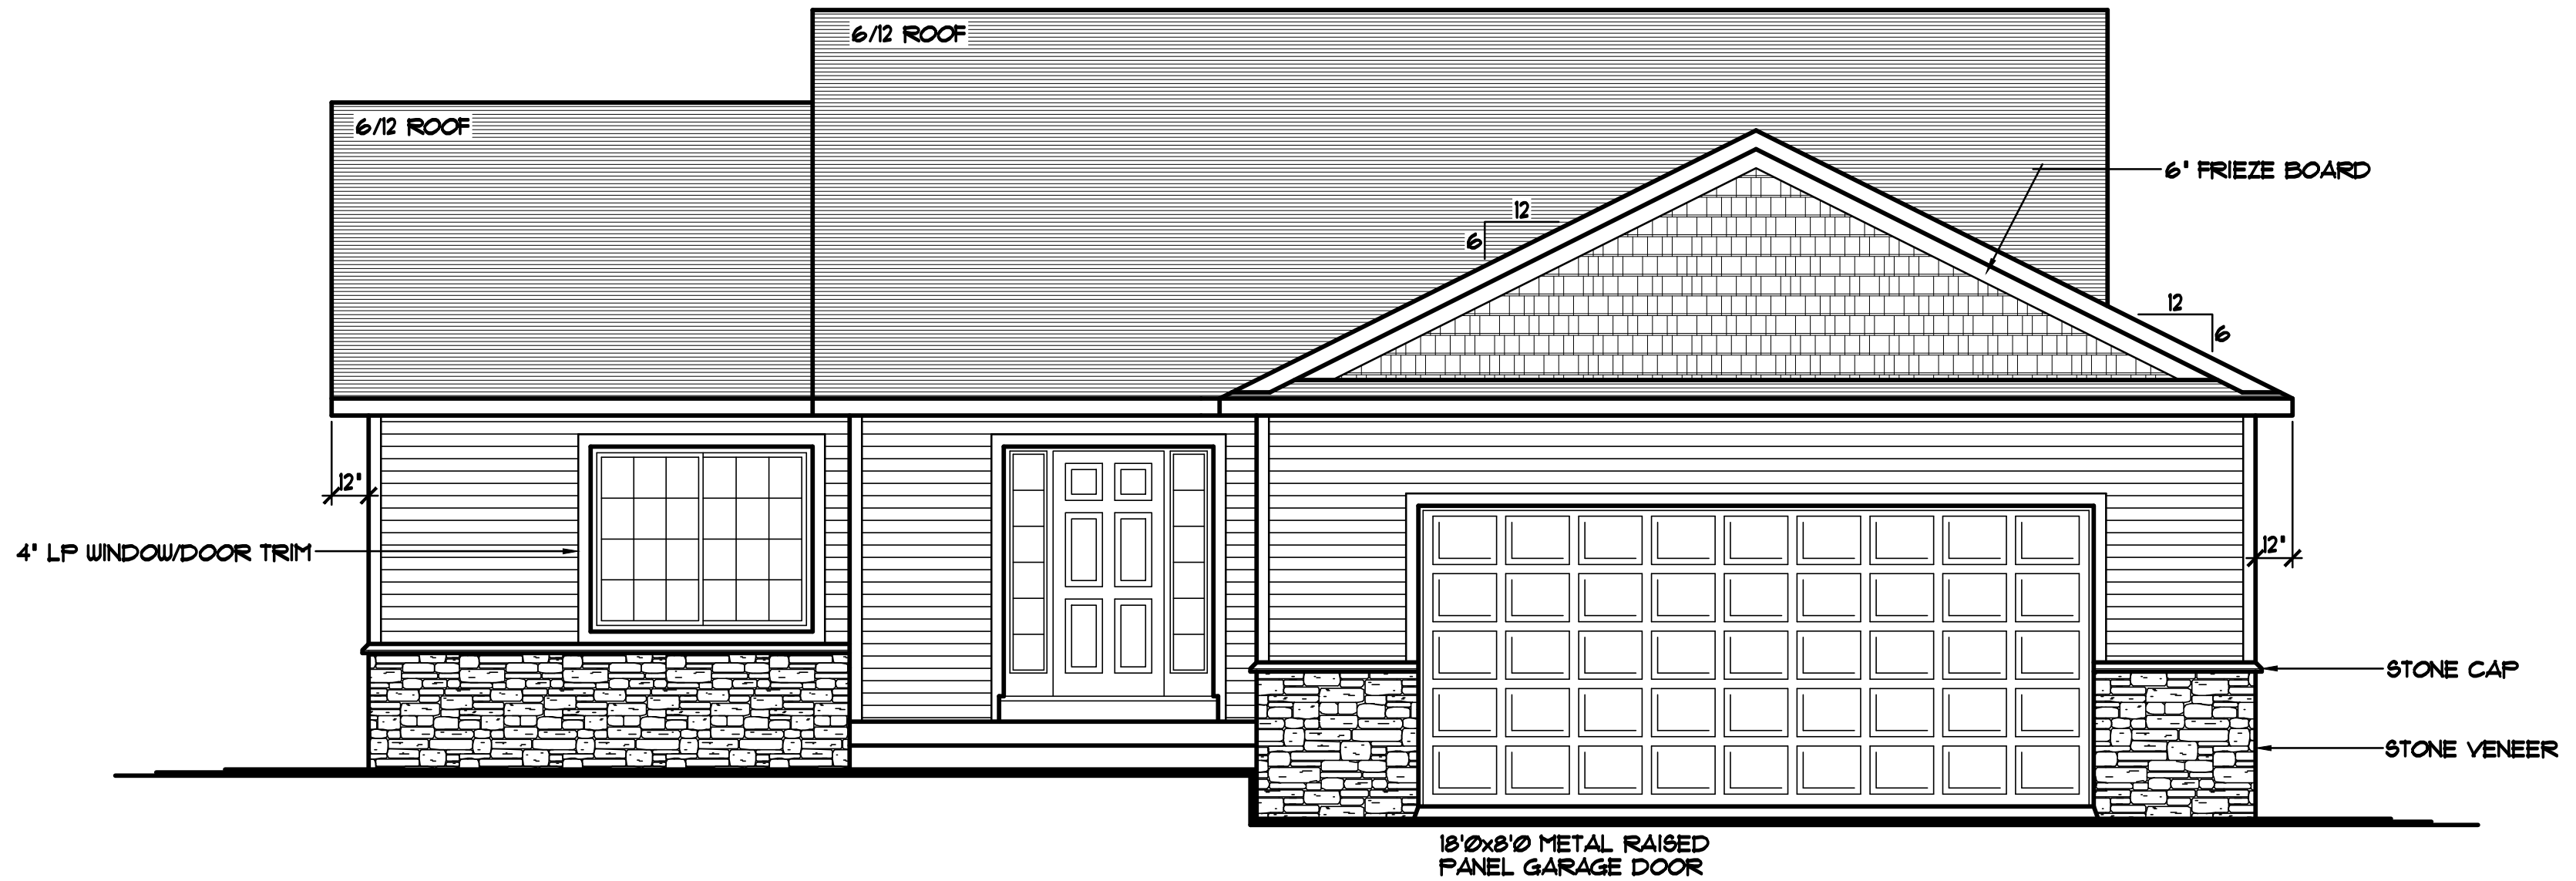 6/12 ROOF
6/12 ROOF
6" FRIEZE BOARD
12
6
12
6
12"
4" LP WINDOW/DOOR TRIM
12"
STONE CAP
STONE VENEER
18'0x8'0 METAL RAISED
PANEL GARAGE DOOR